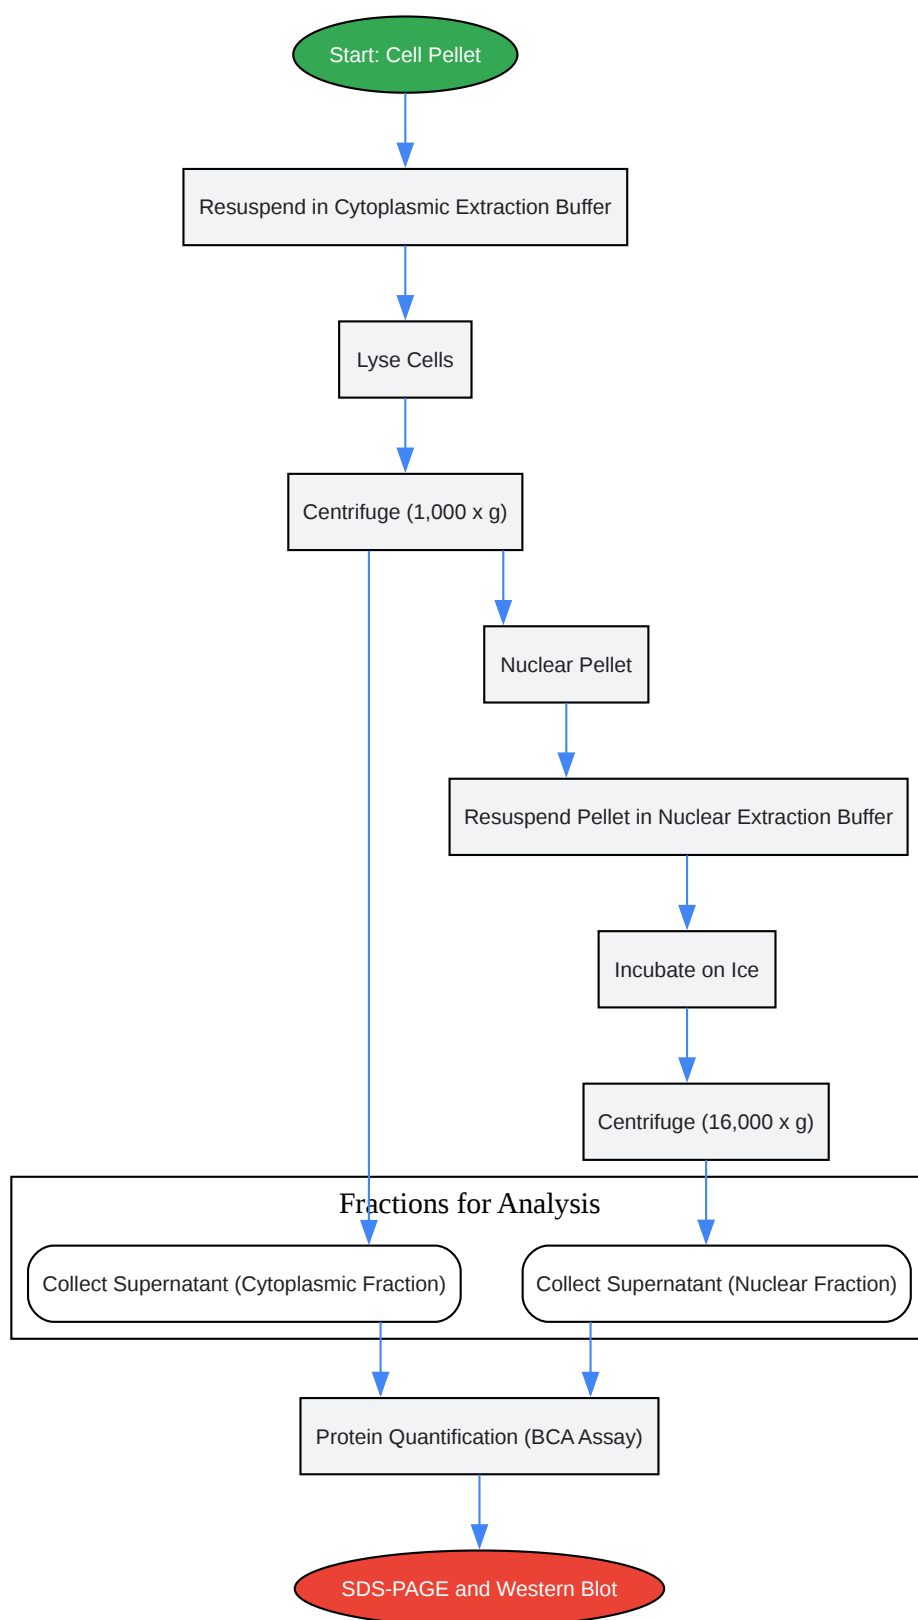 Start: Cell Pellet
Resuspend in Cytoplasmic Extraction Buffer
Lyse Cells
Centrifuge (1,000 x g)
Nuclear Pellet
Resuspend Pellet in Nuclear Extraction Buffer
Incubate on Ice
Centrifuge (16,000 x g)
Fractions for Analysis
Collect Supernatant (Cytoplasmic Fraction)
Collect Supernatant (Nuclear Fraction)
Protein Quantification (BCA Assay)
SDS-PAGE and Western Blot